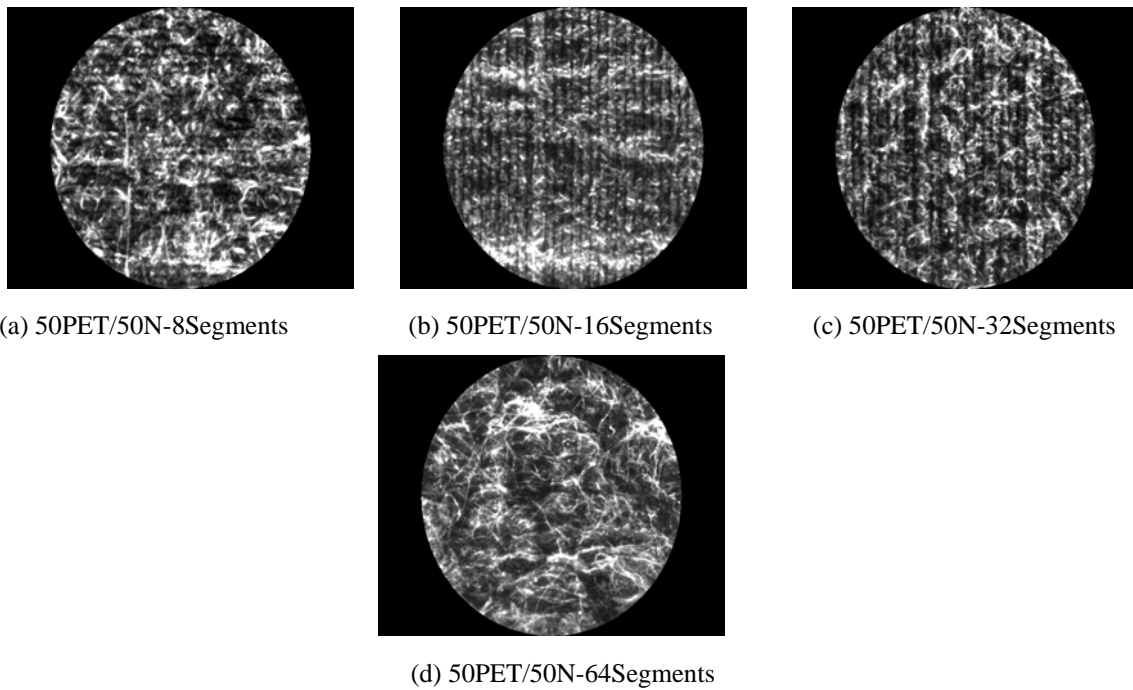 (a) 50PET/50N-8Segments
(b) 50PET/50N-16Segments
(c) 50PET/50N-32Segments
(d) 50PET/50N-64Segments